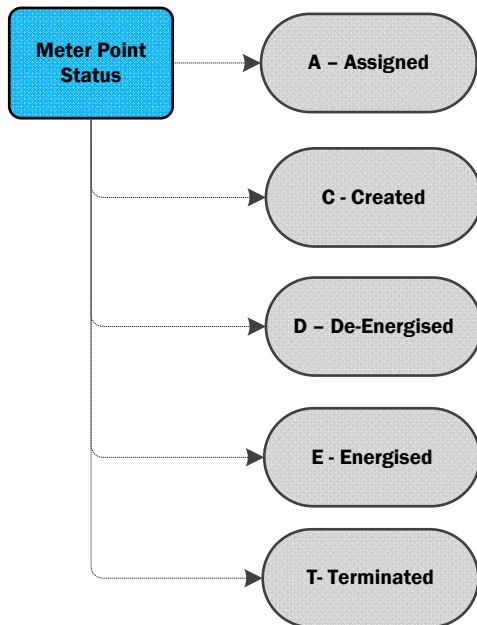 Meter Point
Status
A – Assigned
C - Created
D – De-Energised
E - Energised
T- Terminated